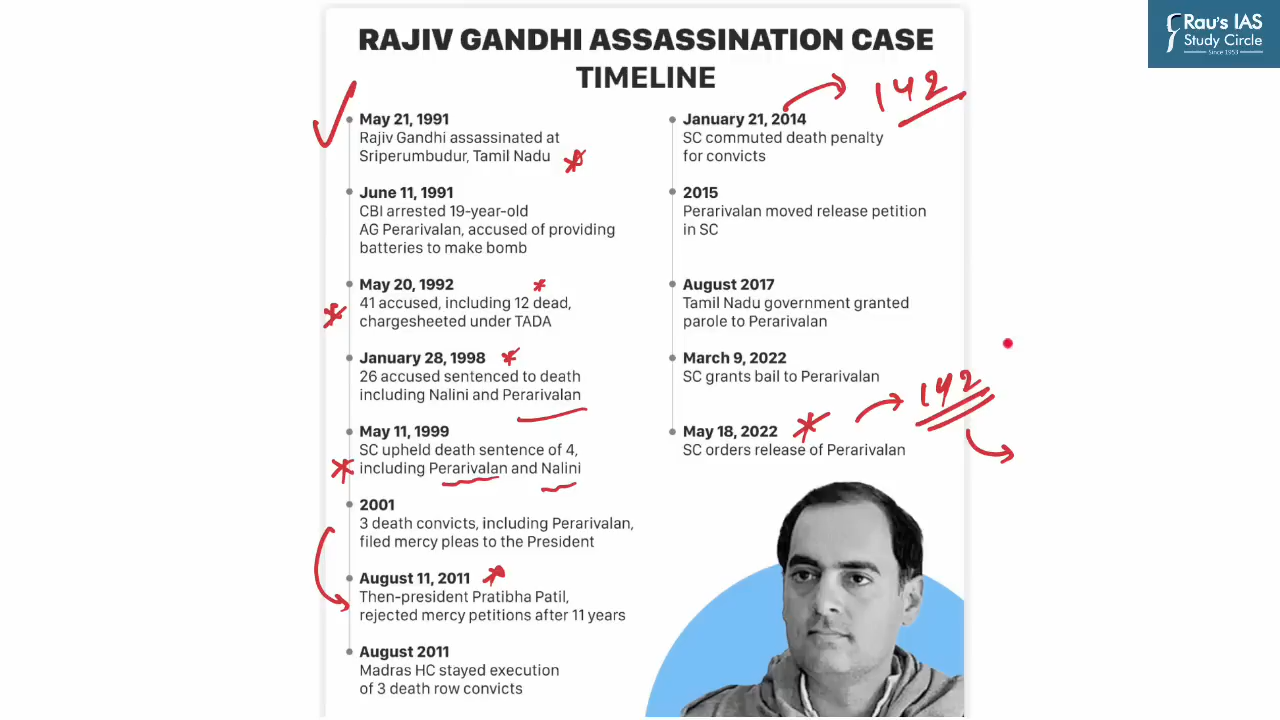 RAJIV GANDHI ASSASSINATION CASE
TIMELINE
May 21, 1991
Rajiv Gandhi assassinated at
Sriperumbudur, Tamil Nadu
June 11, 1991
CBI arrested 19-year-old
AG Perarivalan, accused of providing
batteries to make bomb
May 20, 1992
41 accused, including 12 dead,
chargesheeted under TADA
January 28, 1998
26 accused sentenced to death
including Nalini and Perarivalan
May 11, 1999
SC upheld death sentence of 4,
including Perarivalan and Nalini
2001
3 death convicts, including Perarivalan,
filed mercy pleas to the President
August 11, 2011
Then-president Pratibha Patil,
rejected mercy petitions after 11 years
August 2011
Madras HC stayed execution
of 3 death row convicts
January 21, 2014
SC commuted death penalty
for convicts
142
2015
Perarivalan moved release petition
in SC
August 2017
Tamil Nadu government granted
parole to Perarivalan
March 9, 2022
SC grants bail to Perarivalan
142
May 18, 2022
SC orders release of Perarivalan
Rau's IAS
Study Circle
Since 1953